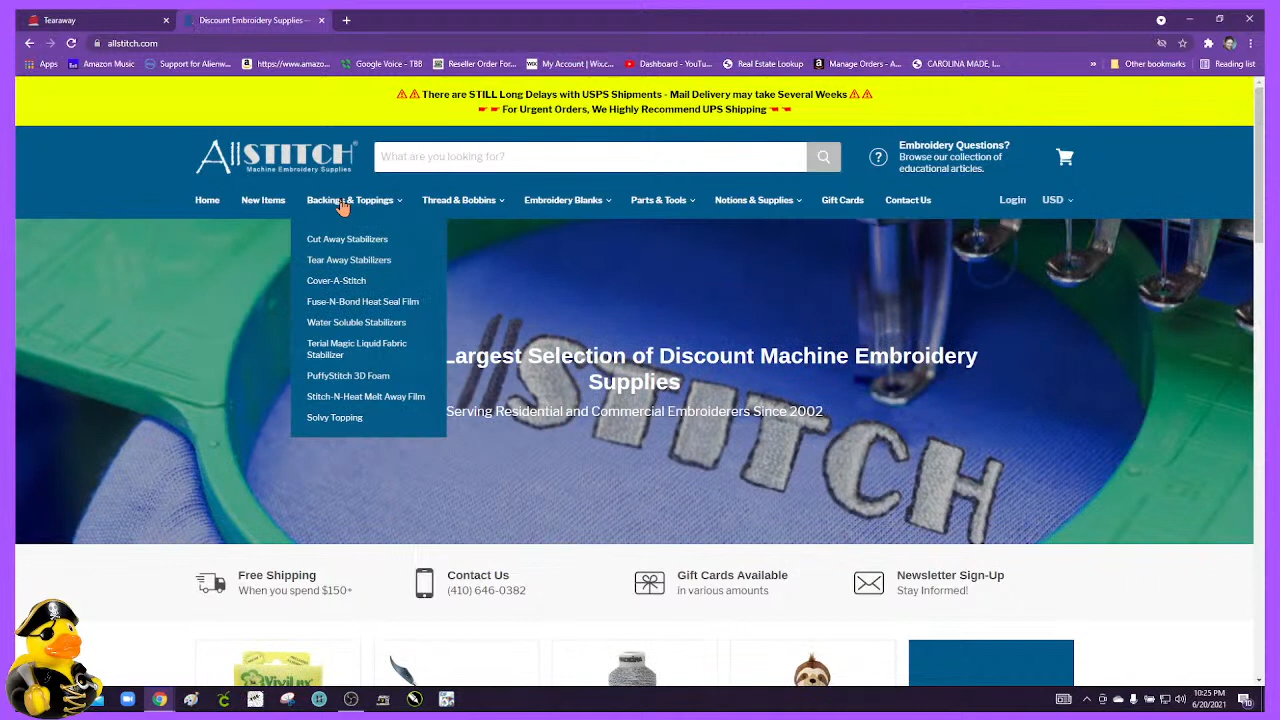 Tearaway
Discount Embroidery Supplies —
allstitch.com
Apps
Amazon Music
Support for Alienw...
https://www.amazo...
Google Voice - TBB
Reseller Order For...
My Account | Wix.c...
Dashboard - YouTu...
Real Estate Lookup
Manage Orders - A...
CAROLINA MADE, I...
»
Other bookmarks
Reading list
There are STILL Long Delays with USPS Shipments - Mail Delivery may take Several Weeks
For Urgent Orders, We Highly Recommend UPS Shipping
AllSTITCH®
Machine Embroidery Supplies
What are you looking for?
Embroidery Questions?
Browse our collection of
educational articles.
Home
New Items
Backings & Toppings
Thread & Bobbins
Embroidery Blanks
Parts & Tools
Notions & Supplies
Gift Cards
Contact Us
Login
USD
Cut Away Stabilizers
Tear Away Stabilizers
Cover-A-Stitch
Fuse-N-Bond Heat Seal Film
Water Soluble Stabilizers
Terial Magic Liquid Fabric
Stabilizer
PuffyStitch 3D Foam
Stitch-N-Heat Melt Away Film
Solvy Topping
Largest Selection of Discount Machine Embroidery
Supplies
Serving Residential and Commercial Embroiderers Since 2002
STITCH
Free Shipping
When you spend $150+
Contact Us
(410) 646-0382
Gift Cards Available
in various amounts
Newsletter Sign-Up
Stay Informed!
10:25 PM
6/20/2021